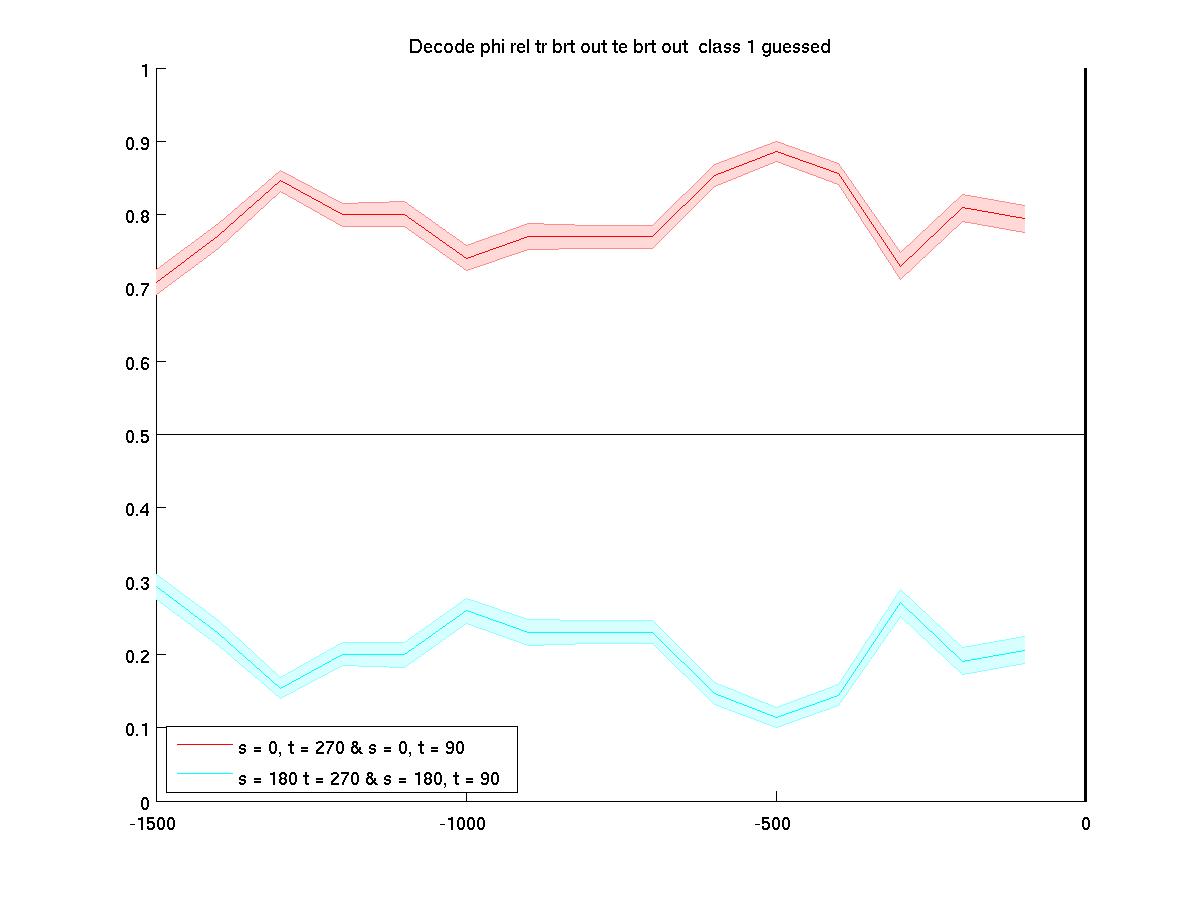 Decode phi rel tr brt out te brt out  class 1 guessed
1
0.9
0.8
0.7
0.6
0.5
0.4
0.3
0.2
0.1
0
s = 0, t = 270 & s = 0, t = 90
s = 180 t = 270 & s = 180, t = 90
-1500 -1000 -500 0